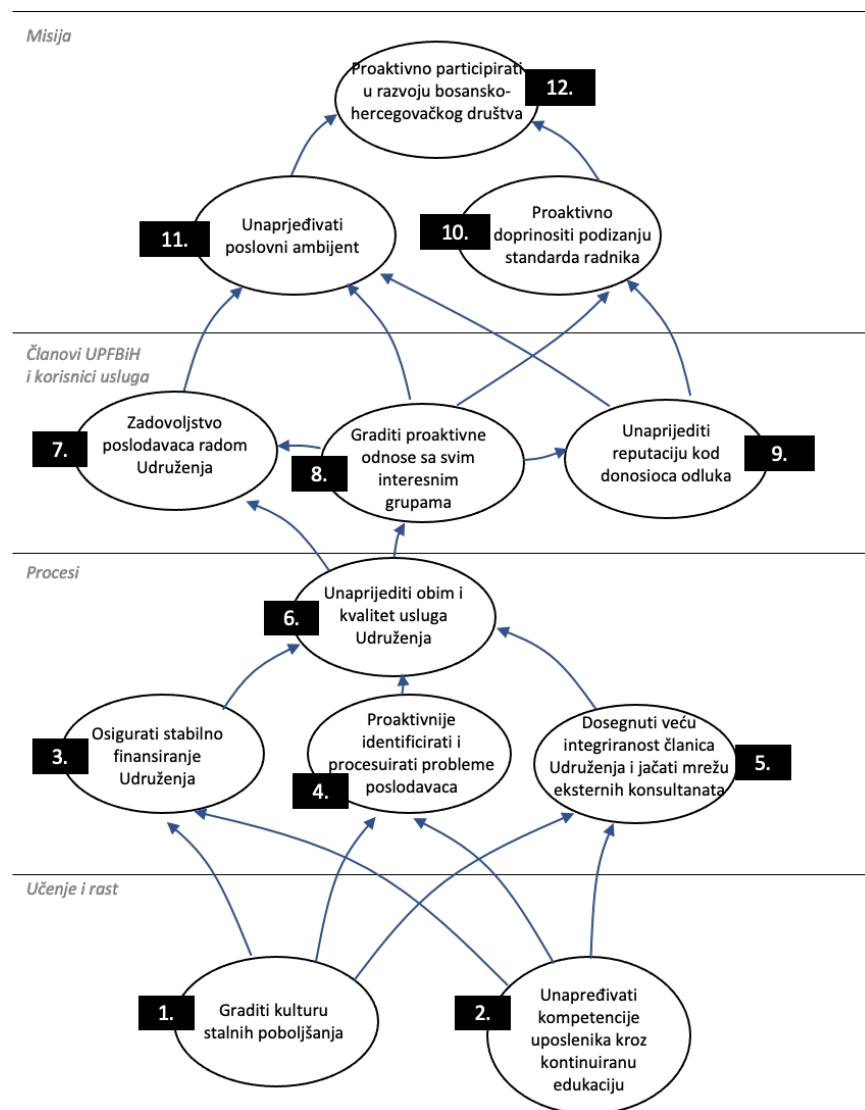 Misija
Proaktivno participirati
u razvoju bosansko-
hercegovačkog društva
12.
Unaprjeđivati
poslovni ambijent
11.
Proaktivno
doprinositi podizanju
standarda radnika
10.
Članovi UPFBiH
i korisnici usluga
Zadovoljstvo
poslodavaca radom
Udruženja
7.
Graditi proaktivne
odnose sa svim
interesnim
grupama
8.
Unaprijediti
reputaciju kod
donosioca odluka
9.
Procesi
Unaprijediti obim i
kvalitet usluga
Udruženja
6.
Osigurati stabilno
finansiranje
Udruženja
3.
Proaktivnije
identificirati i
procesuirati probleme
poslodavaca
4.
Dosegnuti veću
integriranost članica
Udruženja i jačati mrežu
eksternih konsultanata
5.
Učenje i rast
Graditi kulturu
stalnih poboljšanja
1.
Unapređivati
kompetencije
uposlenika kroz
kontinuiranu
edukaciju
2.